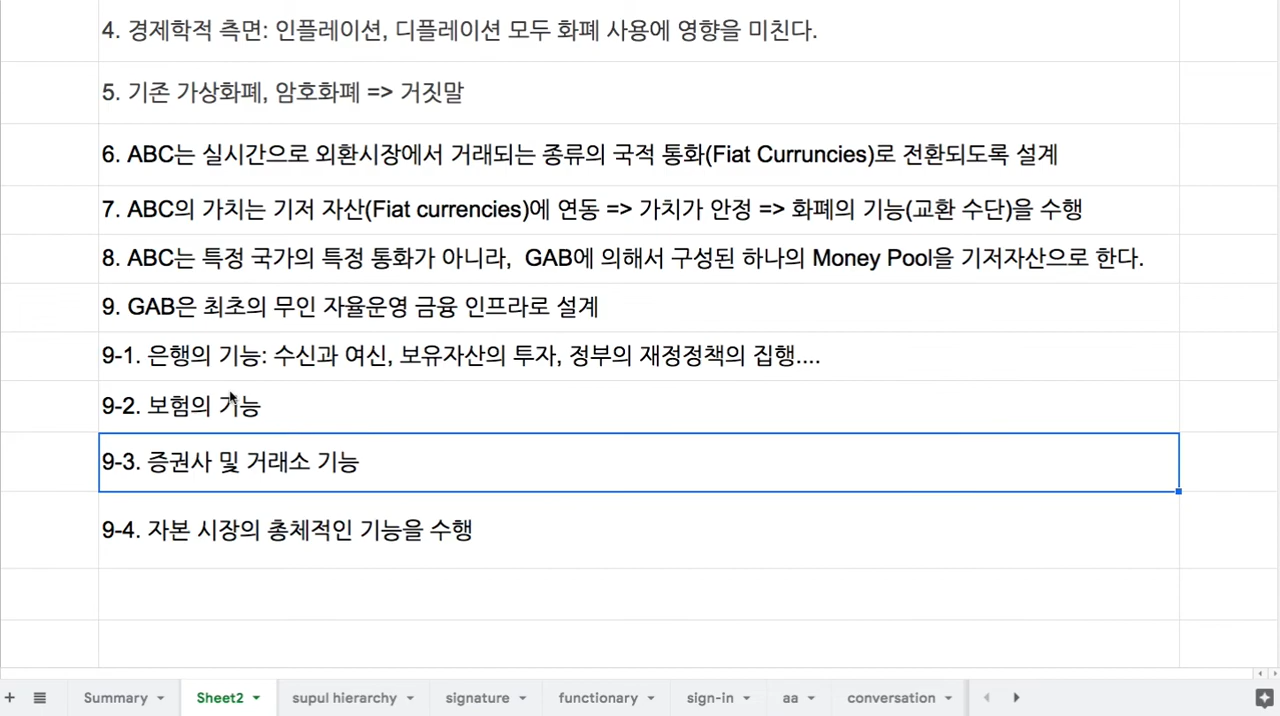 4. 경제학적 측면: 인플레이션, 디플레이션 모두 화폐 사용에 영향을 미친다.
5. 기존 가상화폐, 암호화폐 => 거짓말
6. ABC는 실시간으로 외환시장에서 거래되는 종류의 국적 통화(Fiat Curruncies)로 전환되도록 설계
7. ABC의 가치는 기저 자산(Fiat currencies)에 연동 => 가치가 안정 => 화폐의 기능(교환 수단)을 수행
8. ABC는 특정 국가의 특정 통화가 아니라, GAB에 의해서 구성된 하나의 Money Pool을 기저자산으로 한다.
9. GAB은 최초의 무인 자율운영 금융 인프라로 설계
9-1. 은행의 기능: 수신과 여신, 보유자산의 투자, 정부의 재정정책의 집행....
9-2. 보험의 기능
9-3. 증권사 및 거래소 기능
9-4. 자본 시장의 총체적인 기능을 수행
Summary Sheet2 supul hierarchy signature functionary sign-in aa conversation